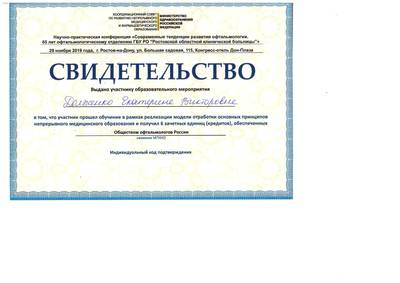 КООРДИНАЦИОННЫЙ СОВЕТ
ПО РАЗВИТИЮ НЕПРЕРЫВНОГО
МЕДИЦИНСКОГО
И ФАРМАЦЕВТИЧЕСКОГО
ОБРАЗОВАНИЯ
МИНИСТЕРСТВО
ЗДРАВООХРАНЕНИЯ
РОССИЙСКОЙ
ФЕДЕРАЦИИ
Научно-практическая конференция «Современные тенденции развития офтальмологии.
60 лет офтальмологическому отделению ГБУ РО "Ростовской областной клинической больницы"»
29 ноября 2019 года, г. Ростов-на-Дону, ул. Большая садовая, 115, Конгресс-отель Дон-Плаза
СВИДЕТЕЛЬСТВО
Выдано участнику образовательного мероприятия
Екатерине Викторовне
в том, что участник прошел обучение в рамках реализации модели отработки основных принципов
непрерывного медицинского образования и получил 6 зачетных единиц (кредитов), обеспеченных
Обществом офтальмологов России
Индивидуальный код подтверждения